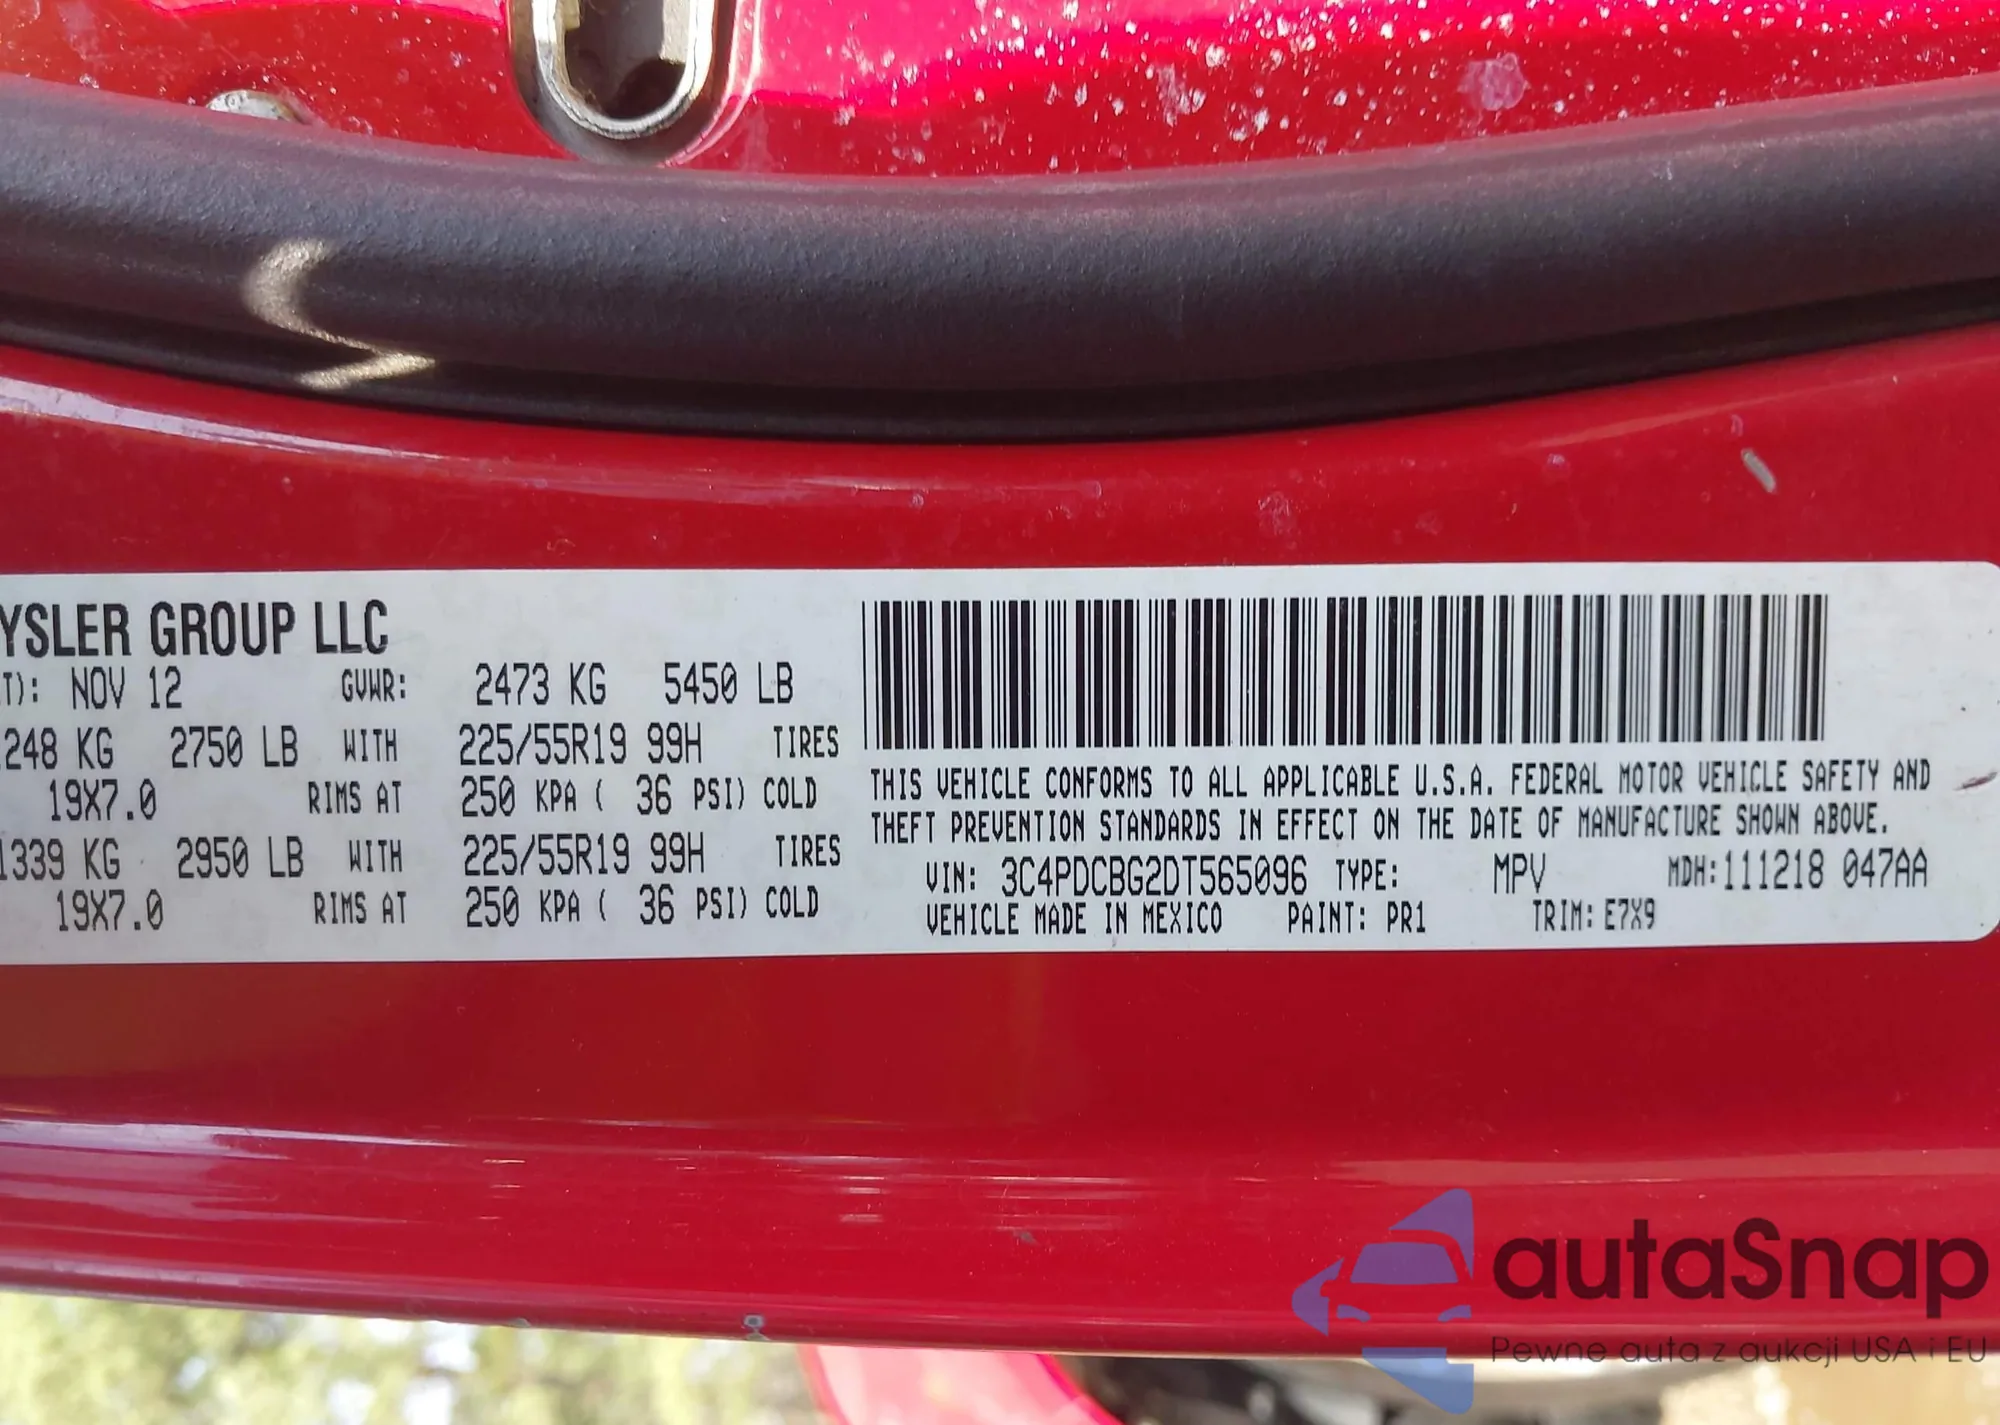 YSLER GROUP LLC
T): NOV 12 GVWR: 2473 KG 5450 LB
248 KG 2750 LB WITH 225/55R19 99H TIRES
19X7.0 RIMS AT 250 KPA ( 36 PSI) COLD
1339 KG 2950 LB WITH 225/55R19 99H TIRES
19X7.0 RIMS AT 250 KPA ( 36 PSI) COLD
THIS VEHICLE CONFORMS TO ALL APPLICABLE U.S.A. FEDERAL MOTOR VEHICLE SAFETY AND
THEFT PREVENTION STANDARDS IN EFFECT ON THE DATE OF MANUFACTURE SHOWN ABOVE.
VIN: 3C4PDCBG2DT565096 TYPE: MPV MDH:111218 047AA
VEHICLE MADE IN MEXICO PAINT: PR1 TRIM: E7X9
autaSnap
Pewne auta z aukcji USA i EU